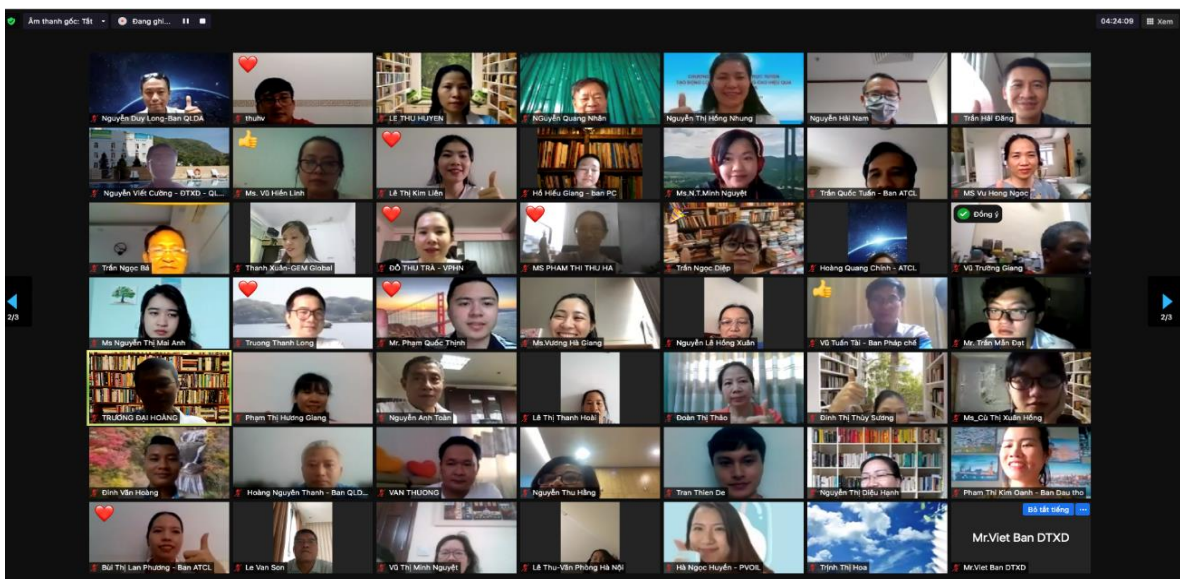 Âm thanh gốc: Tắt
Đang ghi...
04:24:09
Xem
Nguyễn Duy Long-Ban QLDA
thuhv
LE THU HUYEN
NGuyễn Quang Nhân
Nguyễn Thị Hồng Nhung
Nguyễn Hải Nam
Trần Hải Đăng
Nguyễn Viết Cường - ĐTXD - QL...
Ms. Vũ Hiền Linh
Lê Thị Kim Liên
Hồ Hiếu Giang - ban PC
Ms.N.T.Minh Nguyệt
Trần Quốc Tuấn - Ban ATCL
MS Vu Hong Ngoc
Trần Ngọc Bá
Thanh Xuân-GEM Global
ĐỖ THU TRÀ - VPHN
MS PHAM THI THU HA
Trần Ngọc Diệp
Hoàng Quang Chính - ATCL
Đồng ý
Vũ Trường Giang
2/3
Ms Nguyễn Thị Mai Anh
Truong Thanh Long
Mr. Phạm Quốc Thịnh
Ms.Vương Hà Giang
Nguyễn Lê Hồng Xuân
Vũ Tuấn Tài - Ban Pháp chế
Mr. Trần Mẫn Đạt
2/3
TRƯƠNG ĐẠI HOÀNG
Phạm Thị Hương Giang
Nguyễn Anh Toàn
Lê Thị Thanh Hoài
Đoàn Thị Thảo
Đinh Thị Thủy Sương
Ms_Cù Thị Xuân Hồng
Đinh Văn Hoàng
Hoàng Nguyên Thanh - Ban QLD...
VAN THUONG
Nguyễn Thu Hằng
Tran Thien De
Nguyễn Thị Diệu Hạnh
Pham Thi Kim Oanh - Ban Dau tho
Bùi Thị Lan Phương - Ban ATCL
Le Van Son
Vũ Thị Minh Nguyệt
Lê Thu-Văn Phòng Hà Nội
Hà Ngọc Huyền - PVOIL
Trịnh Thị Hoa
Bỏ tắt tiếng
Mr.Viet Ban DTXD
Mr.Viet Ban DTXD